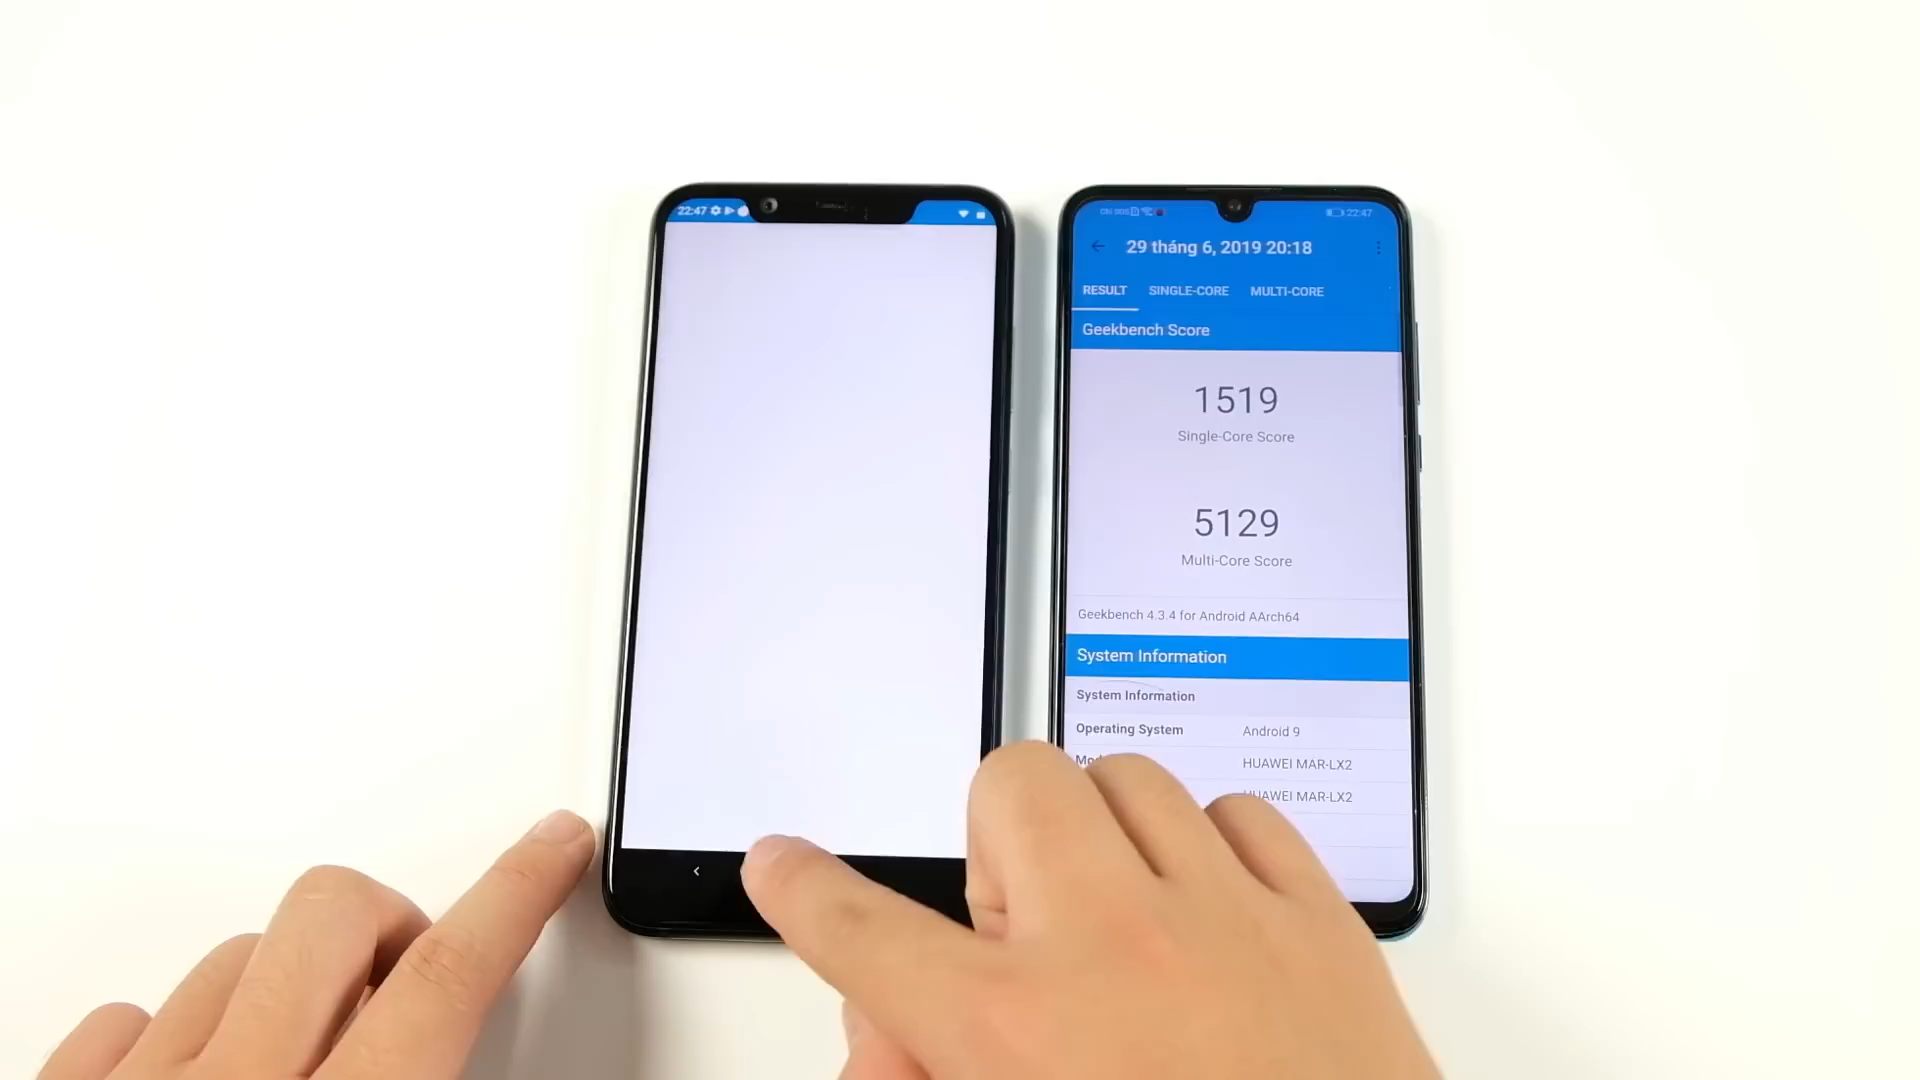 22:47
22:47
29 tháng 6, 2019 20:18
RESULT SINGLE-CORE MULTI-CORE
Geekbench Score
1519
Single-Core Score
5129
Multi-Core Score
Geekbench 4.3.4 for Android AArch64
System Information
System Information
Operating System Android 9
HUAWEI MAR-LX2
HUAWEI MAR-LX2